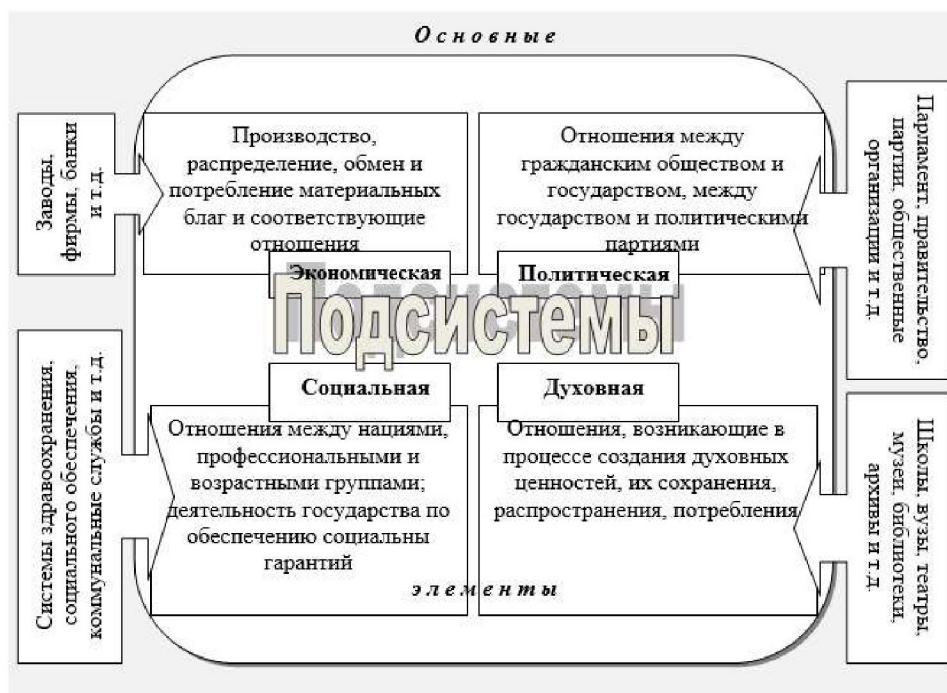 Основные
Заводы,
фирмы, банки
и т.д.
Производство,
распределение, обмен и
потребление материальных
благ и соответствующие
отношения
Экономическая
Отношения между
гражданским обществом и
государством, между
государством и политическими
партиями
Политическая
Парламент, правительство,
партии, общественные
организации и т.д.
Подсистемы
Системы здравоохранения,
социального обеспечения,
коммунальные службы и т.д.
Социальная
Отношения между нациями,
профессиональными и
возрастными группами;
деятельность государства по
обеспечению социальны
гарантий
Духовная
Отношения, возникающие в
процессе создания духовных
ценностей, их сохранения,
распространения, потребления
Школы, вузы, театры,
музеи, библиотеки,
архивы и т.д.
элементы